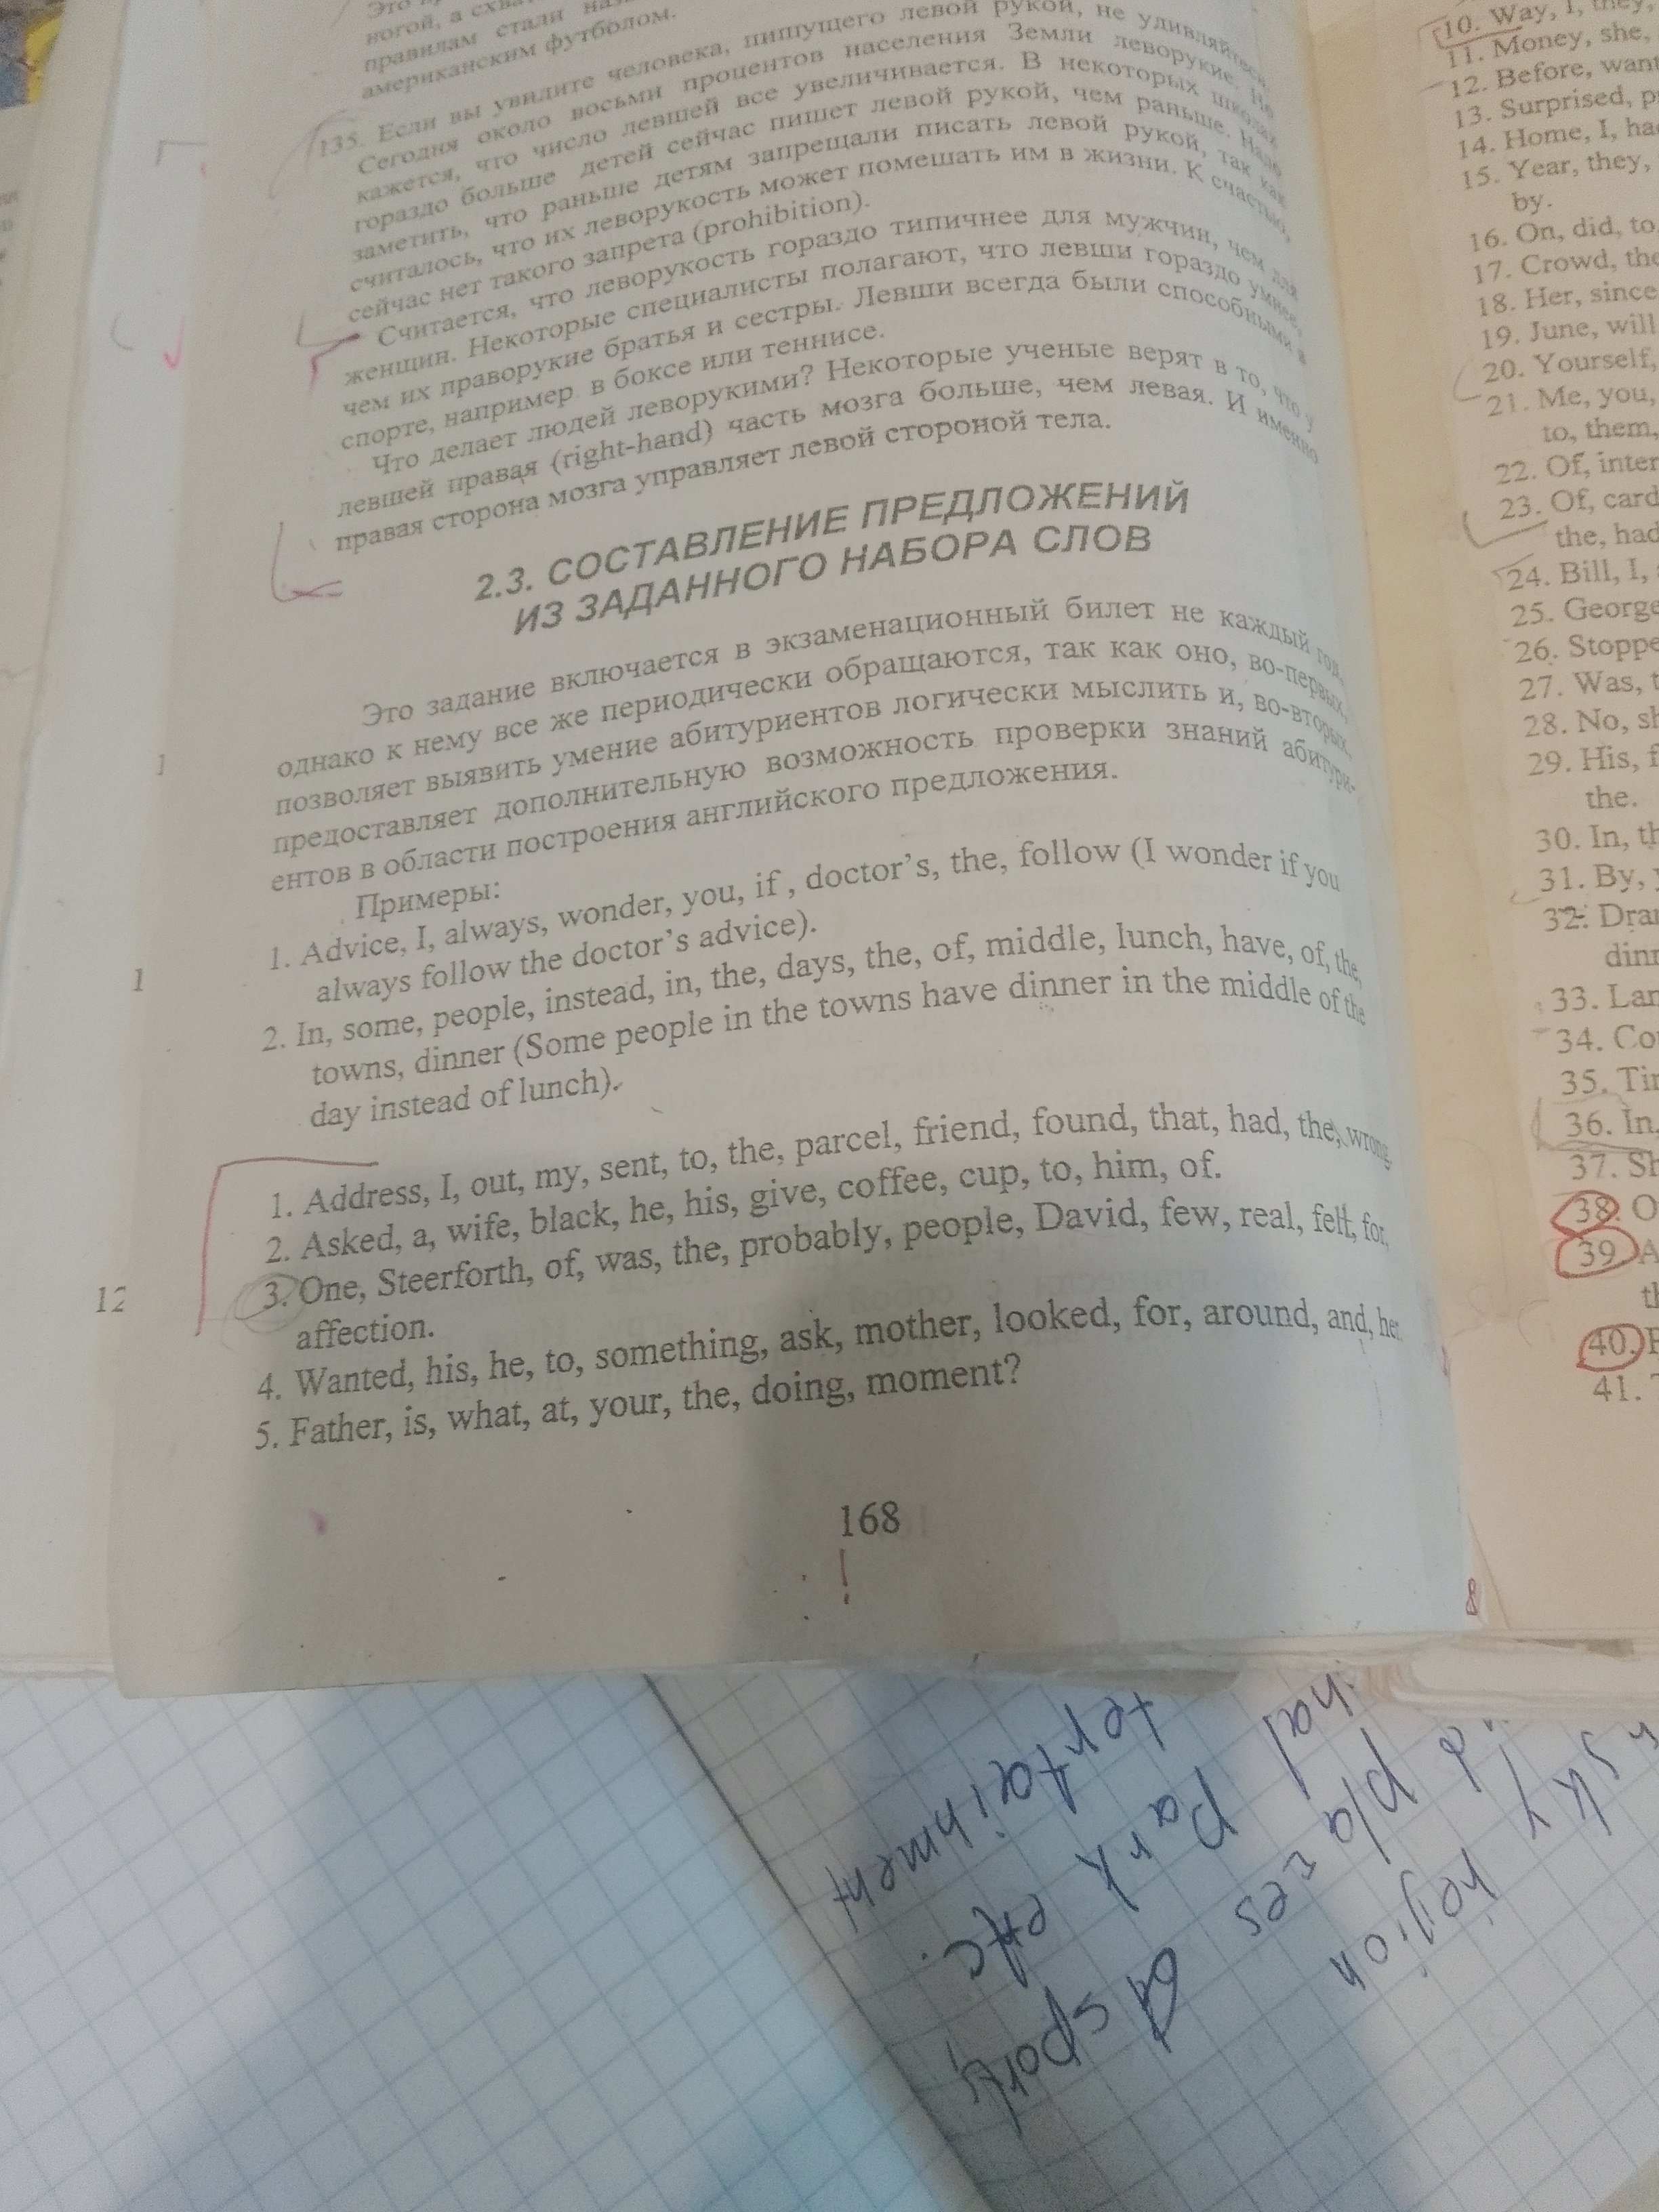 ногой, а
правилам стали
американским футболом.
135. Если вы увидите человека, пишущего левой рукой, не удивляйтесь.
Сегодня около восьми процентов населения Земли леворукие. Но
кажется, что число левшей все увеличивается. В некоторых школах
гораздо больше детей сейчас пишет левой рукой, чем раньше. Надо
заметить, что раньше детям запрещали писать левой рукой, так как
считалось, что их леворукость может помешать им в жизни. К счастью,
сейчас нет такого запрета (prohibition).
Считается, что леворукость гораздо типичнее для мужчин, чем для
женщин. Некоторые специалисты полагают, что левши гораздо умнее,
чем их праворукие братья и сестры. Левши всегда были способными в
спорте, например в боксе или теннисе.
Что делает людей леворукими? Некоторые ученые верят в то, что у
левшей правая (right-hand) часть мозга больше, чем левая. И именно
правая сторона мозга управляет левой стороной тела.
2.3. СОСТАВЛЕНИЕ ПРЕДЛОЖЕНИЙ
ИЗ ЗАДАННОГО НАБОРА СЛОВ
Это задание включается в экзаменационный билет не каждый год,
однако к нему все же периодически обращаются, так как оно, во-первых,
позволяет выявить умение абитуриентов логически мыслить и, во-вторых,
предоставляет дополнительную возможность проверки знаний абитури-
ентов в области построения английского предложения.
Примеры:
1. Advice, I, always, wonder, you, if , doctor's, the, follow (I wonder if you
always follow the doctor's advice).
2. In, some, people, instead, in, the, days, the, of, middle, lunch, have, of, the,
towns, dinner (Some people in the towns have dinner in the middle of the
day instead of lunch).
1. Address, I, out, my, sent, to, the, parcel, friend, found, that, had, the, wrong.
2. Asked, a, wife, black, he, his, give, coffee, cup, to, him, of.
3. One, Steerforth, of, was, the, probably, people, David, few, real, felt, for,
affection.
4. Wanted, his, he, to, something, ask, mother, looked, for, around, and, her.
5. Father, is, what, at, your, the, doing, moment?
168
!
8
1
1
12
10. Way, I, they,
11. Money, she,
12. Before, want
13. Surprised,
14. Home, I,
15. Year, they,
by.
16. On, did, to,
17. Crowd,
18. Her, since
19. June, will
20. Yourself,
21. Me, you,
to, them,
22. Of,
23. Of,
the, had
24. Bill, I,
25. George
26.
27. Was,
28. No,
29. His,
the.
30. In,
31. By,
32.
33.
34.
35.
36. In,
37.
38.
39.
40.
41.
park
etc.
places
sport